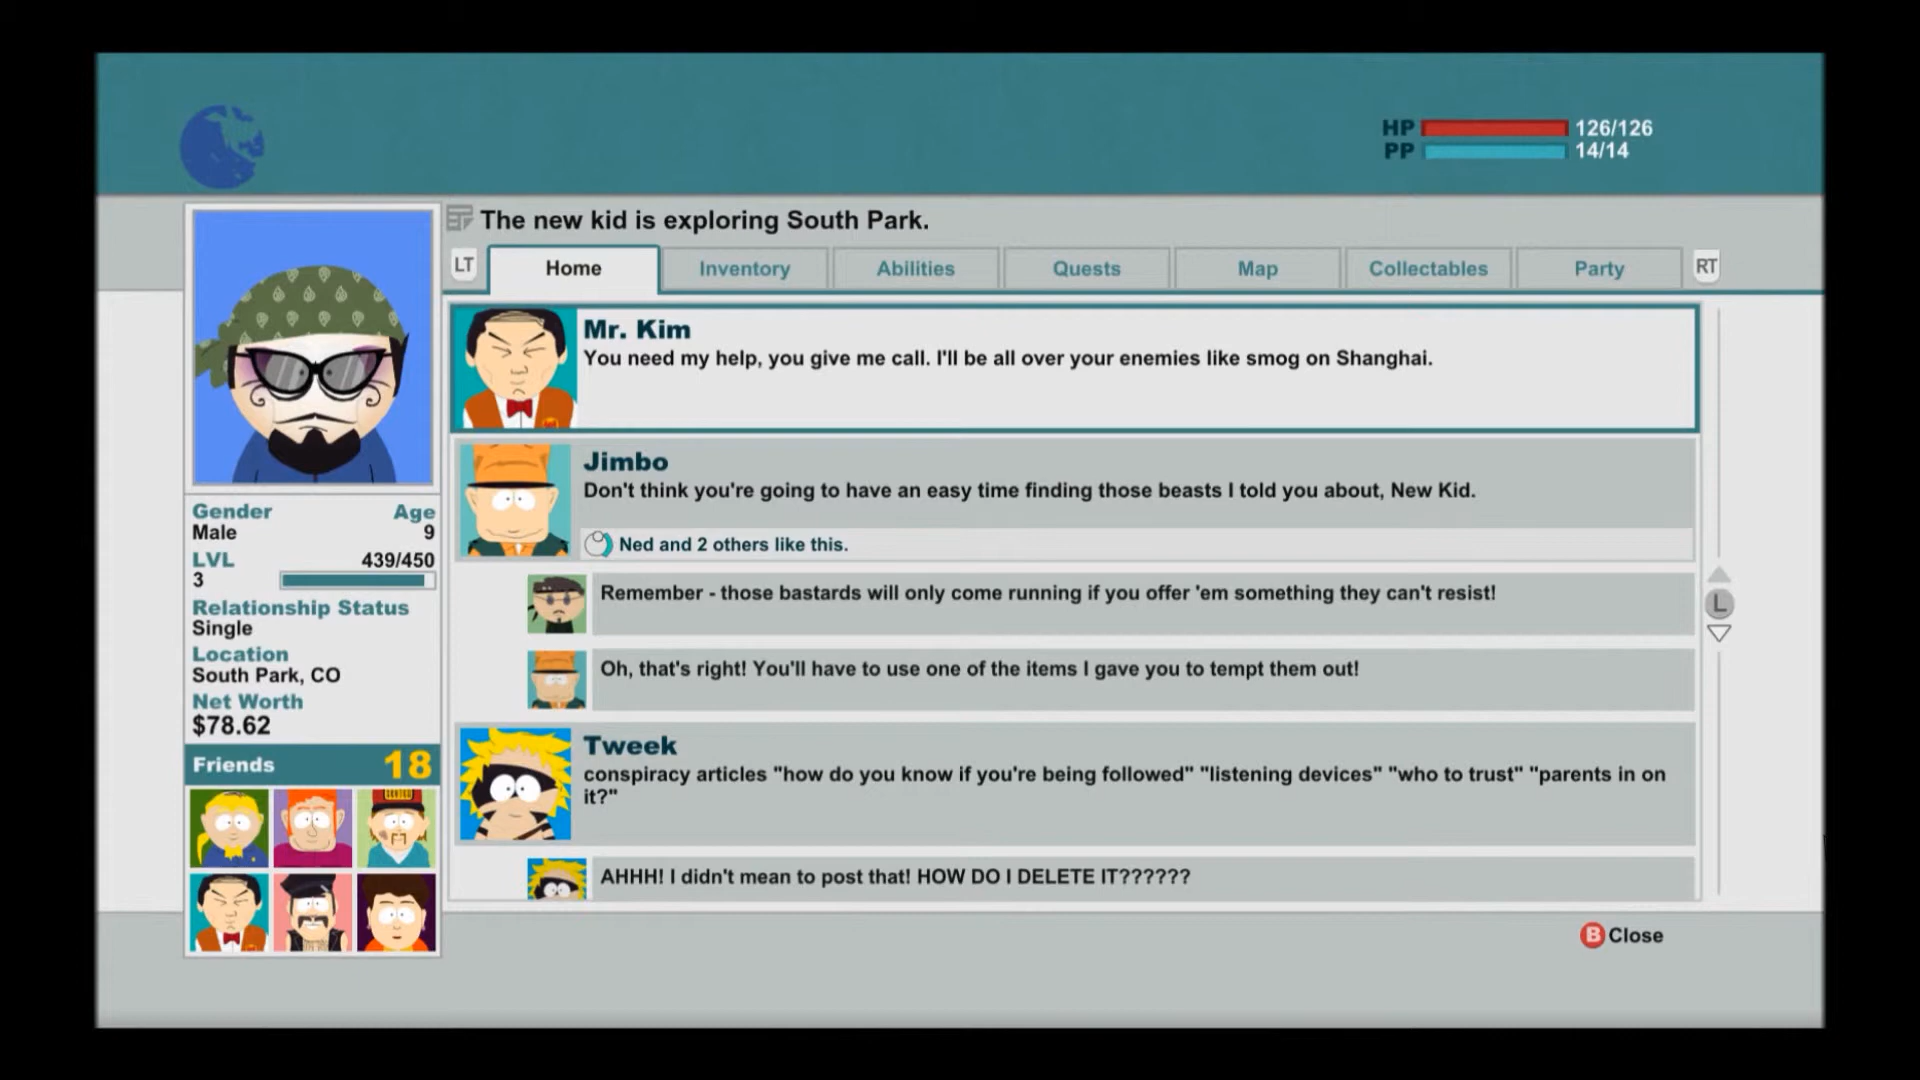 HP 126/126
PP 14/14
The new kid is exploring South Park.
LT Home Inventory Abilities Quests Map Collectables Party RT
Mr. Kim
You need my help, you give me call. I'll be all over your enemies like smog on Shanghai.
Jimbo
Don't think you're going to have an easy time finding those beasts I told you about, New Kid.
Ned and 2 others like this.
Remember - those bastards will only come running if you offer 'em something they can't resist!
Oh, that's right! You'll have to use one of the items I gave you to tempt them out!
Tweek
conspiracy articles "how do you know if you're being followed" "listening devices" "who to trust" "parents in on
it?"
AHHH! I didn't mean to post that! HOW DO I DELETE IT??????
Gender Age
Male 9
LVL 439/450
3
Relationship Status
Single
Location
South Park, CO
Net Worth
$78.62
Friends 18
L
B Close